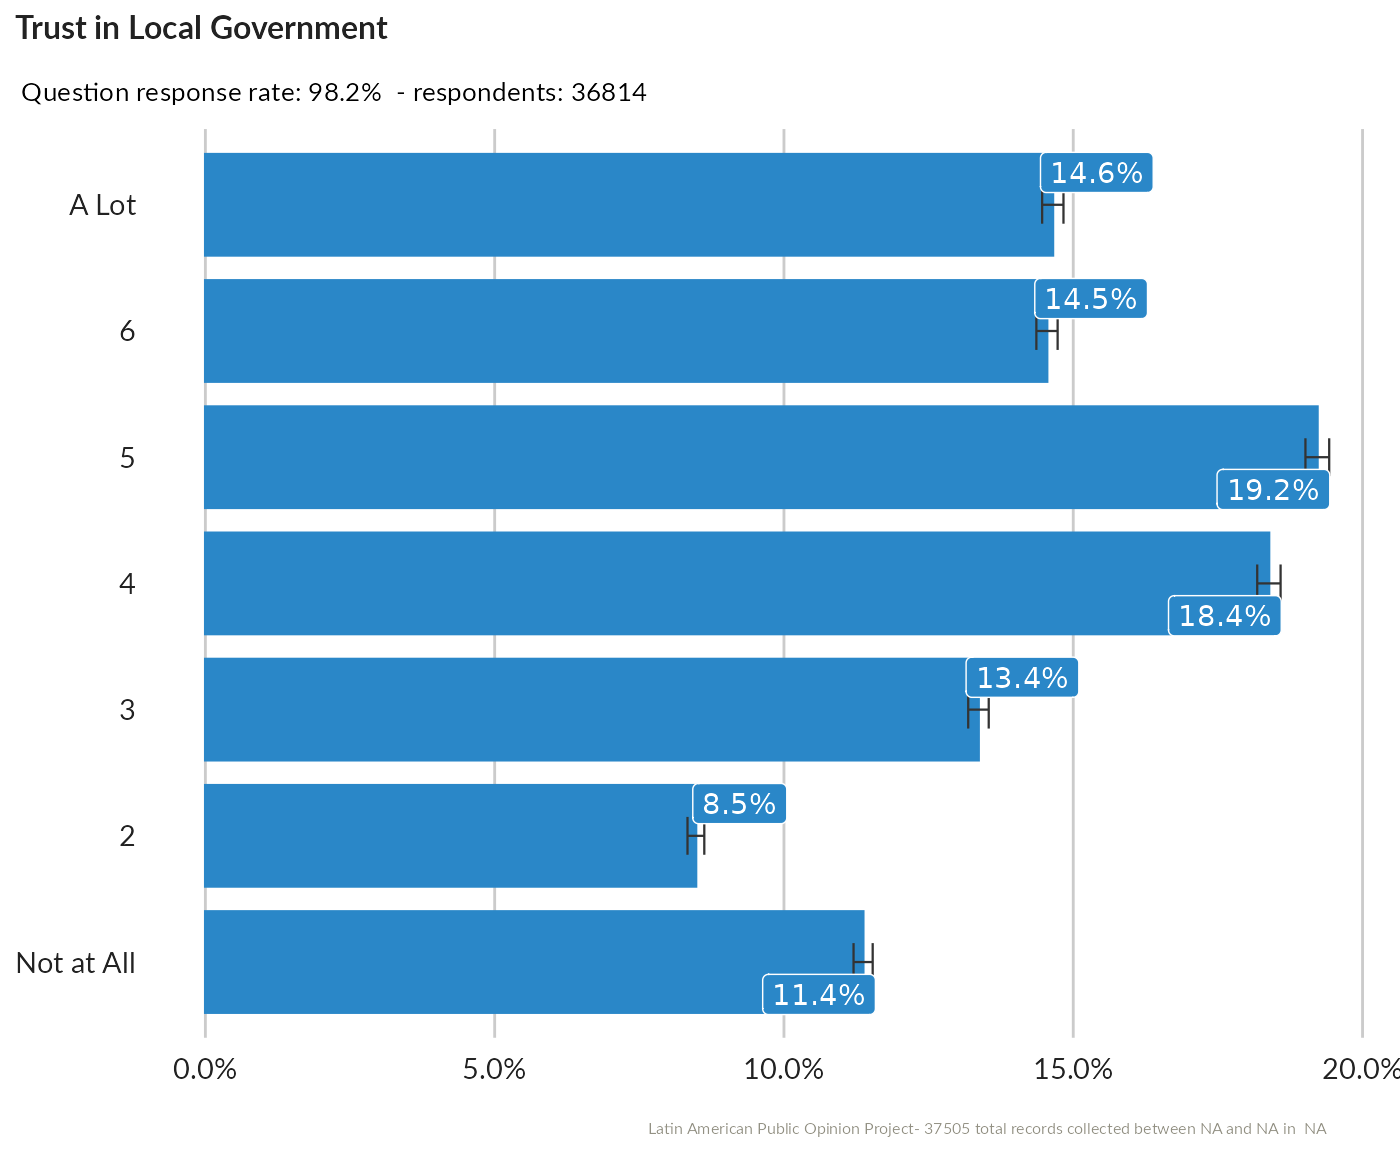 Trust in Local Government
Question response rate: 98.2%  - respondents: 36814
A Lot
14.6%
6
14.5%
5
19.2%
4
18.4%
3
13.4%
2
8.5%
Not at All
11.4%
0.0% 5.0% 10.0% 15.0% 20.0%
Latin American Public Opinion Project- 37505 total records collected between NA and NA in  NA